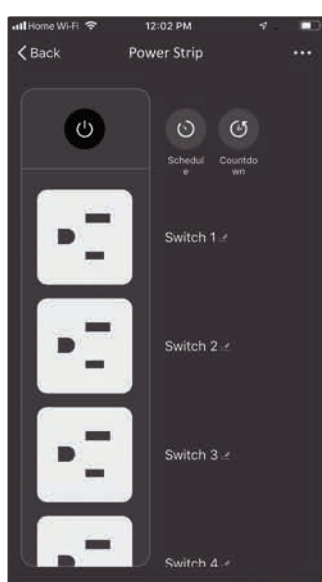 Home Wi-Fi 12:02 PM
Back Power Strip ...
Schedul Countdo
e wn
Switch 1
Switch 2
Switch 3
Switch 4